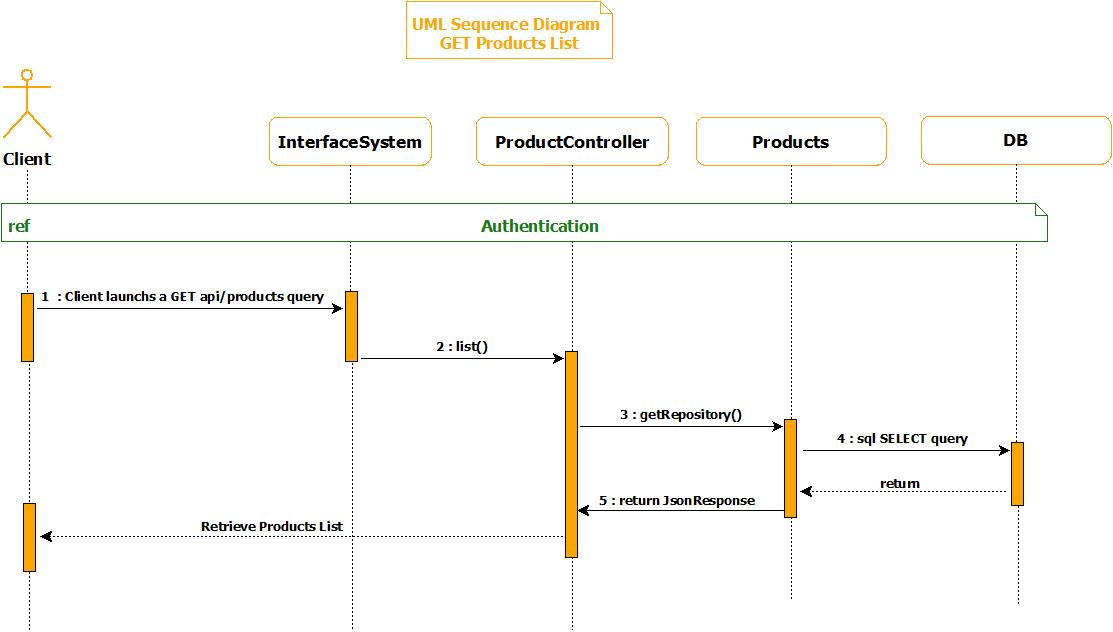 UML Sequence Diagram
GET Products List
Client
InterfaceSystem
ProductController
Products
DB
ref
Authentication
1 : Client launchs a GET api/products query
2 : list()
3 : getRepository()
4 : sql SELECT query
return
5 : return JsonResponse
Retrieve Products List